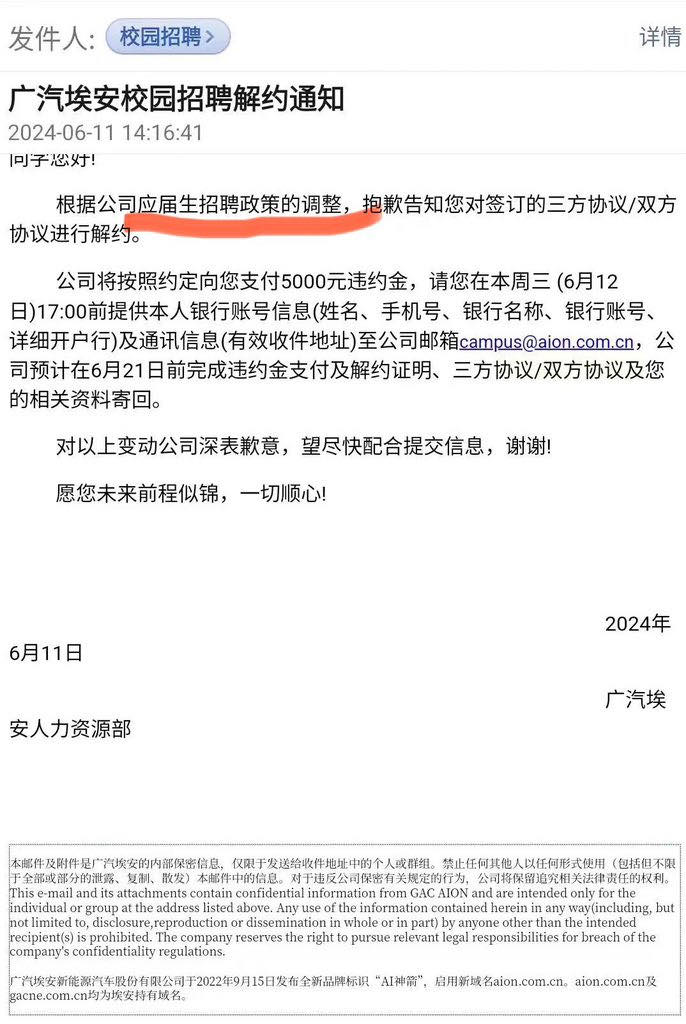 发件人: 校园招聘> 详情
广汽埃安校园招聘解约通知
2024-06-11 14:16:41
同学您好!
根据公司应届生招聘政策的调整，抱歉告知您对签订的三方协议/双方
协议进行解约。
公司将按照约定向您支付5000元违约金，请您在本周三 (6月12
日)17:00前提供本人银行账号信息(姓名、手机号、银行名称、银行账号、
详细开户行)及通讯信息(有效收件地址)至公司邮箱campus@aion.com.cn，公
司预计在6月21日前完成违约金支付及解约证明、三方协议/双方协议及您
的相关资料寄回。
对以上变动公司深表歉意，望尽快配合提交信息，谢谢!
愿您未来前程似锦，一切顺心!
2024年
6月11日
广汽埃
安人力资源部
本邮件及附件是广汽埃安的内部保密信息，仅限于发送给收件地址中的个人或群组。禁止任何其他人以任何形式使用（包括但不限
于全部或部分的泄露、复制、散发）本邮件中的信息。对于违反公司保密有关规定的行为，公司将保留追究相关法律责任的权利。
This e-mail and its attachments contain confidential information from GAC AION and are intended only for the
individual or group at the address listed above. Any use of the information contained herein in any way(including, but
not limited to, disclosure,reproduction or dissemination in whole or in part) by anyone other than the intended
recipient(s) is prohibited. The company reserves the right to pursue relevant legal responsibilities for breach of the
company's confidentiality regulations.
广汽埃安新能源汽车股份有限公司于2022年9月15日发布全新品牌标识“AI神箭”，启用新域名aion.com.cn。aion.com.cn及
gacne.com.cn均为埃安持有域名。